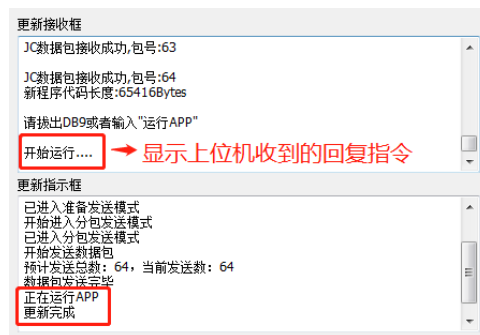 更新接收框
JC数据包接收成功,包号:63
JC数据包接收成功,包号:64
新程序代码长度:65416Bytes
请拔出DB9或者输入"运行APP"
开始运行.... 显示上位机收到的回复指令
更新指示框
已进入准备发送模式
开始进入分包发送模式
已进入分包发送模式
开始发送数据包
预计发送总数: 64, 当前发送数: 64
数据包发送完毕
正在运行APP
更新完成